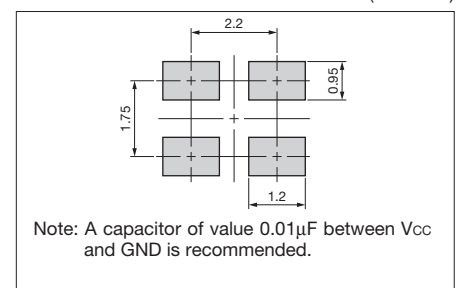 2.2
0.95
1.75
1.2
Note: A capacitor of value 0.01µF between Vcc
and GND is recommended.